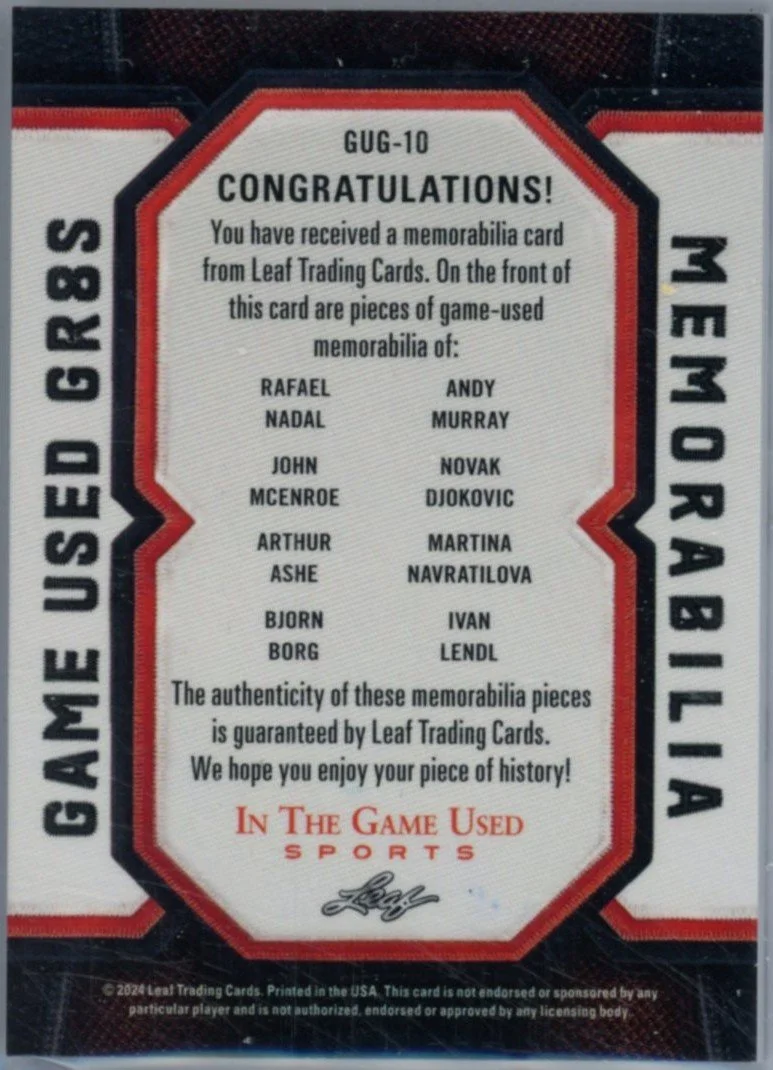 GUG-10
CONGRATULATIONS!
You have received a memorabilia card
from Leaf Trading Cards. On the front of
this card are pieces of game-used
memorabilia of:
RAFAEL ANDY
NADAL MURRAY
JOHN NOVAK
MCENROE DJOKOVIC
ARTHUR MARTINA
ASHE NAVRATILOVA
BJORN IVAN
BORG LENDL
The authenticity of these memorabilia pieces
is guaranteed by Leaf Trading Cards.
We hope you enjoy your piece of history!
IN THE GAME USED
SPORTS
Leaf
GAME USED GR8S
MEMORABILIA
© 2024 Leaf Trading Cards. Printed in the USA. This card is not endorsed or sponsored by any
particular player and is not authorized, endorsed or approved by any licensing body.